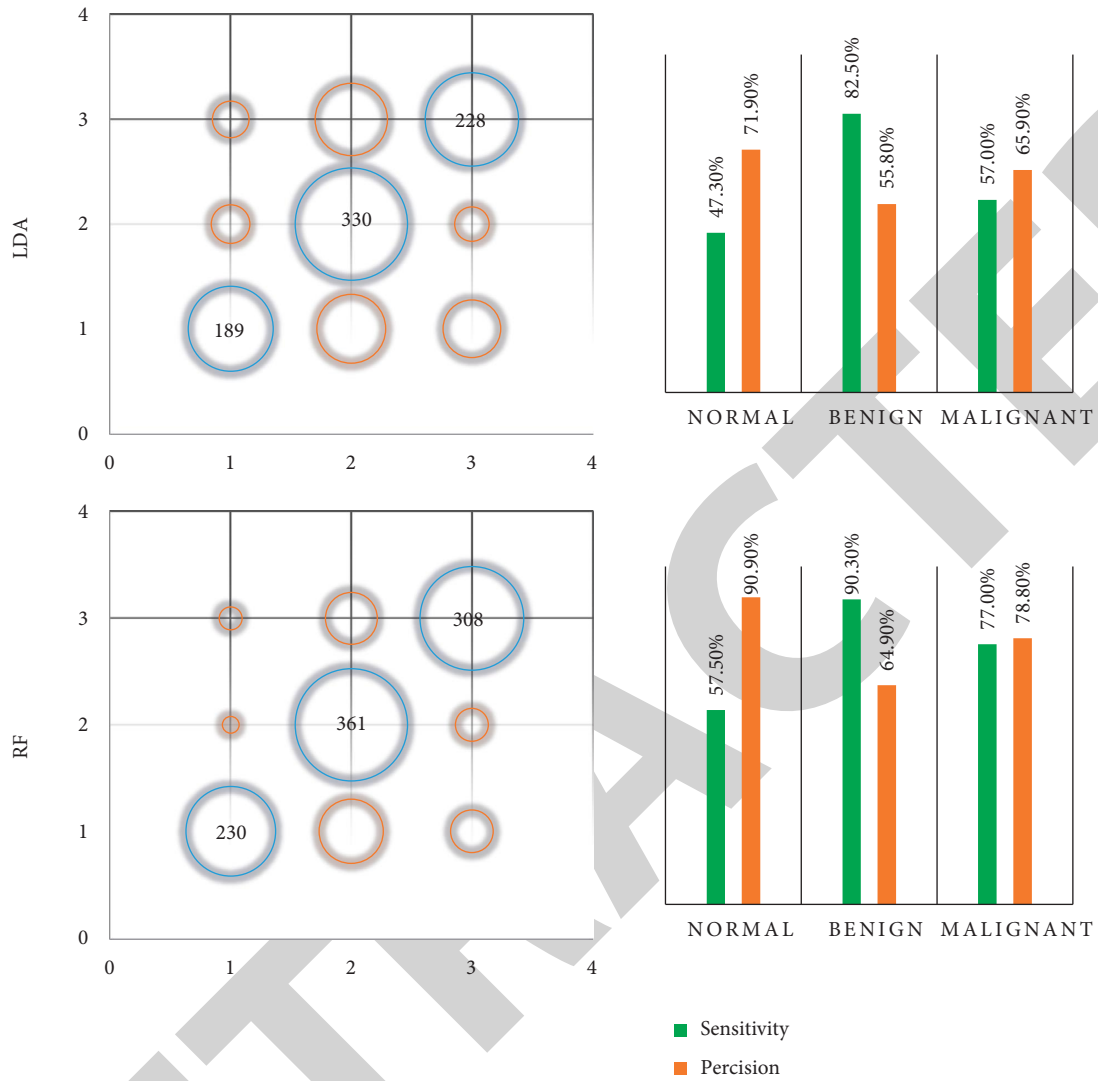 4
3
2
1
0
0 1 2 3 4
LDA
228
330
189
47.30% 71.90% 82.50% 55.80% 57.00% 65.90%
NORMAL BENIGN MALIGNANT
4
3
2
1
0
0 1 2 3 4
RF
308
361
230
57.50% 90.90% 90.30% 64.90% 77.00% 78.80%
NORMAL BENIGN MALIGNANT
Sensitivity
Percision